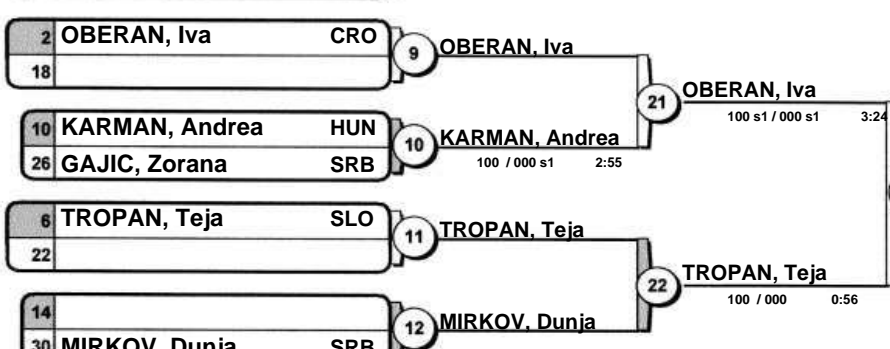 2 OBERAN, Iva CRO
18
9
OBERAN, Iva
10 KARMAN, Andrea HUN
26 GAJIC, Zorana SRB
10
KARMAN, Andrea
100 / 000 s1 2:55
21
OBERAN, Iva
100 s1 / 000 s1 3:24
6 TROPAN, Teja SLO
22
11
TROPAN, Teja
14
30 MIRKOV, Dunja SRB
12
MIRKOV, Dunja
22
TROPAN, Teja
100 / 000 0:56